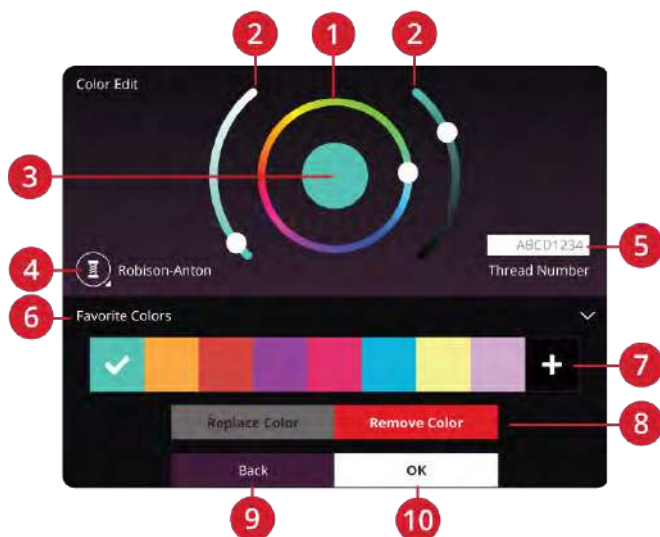 2 1 2
Color Edit
3
ABCD1234 5
4 Robison-Anton Thread Number
6 Favorite Colors
7
Replace Color Remove Color 8
Back OK
9 10